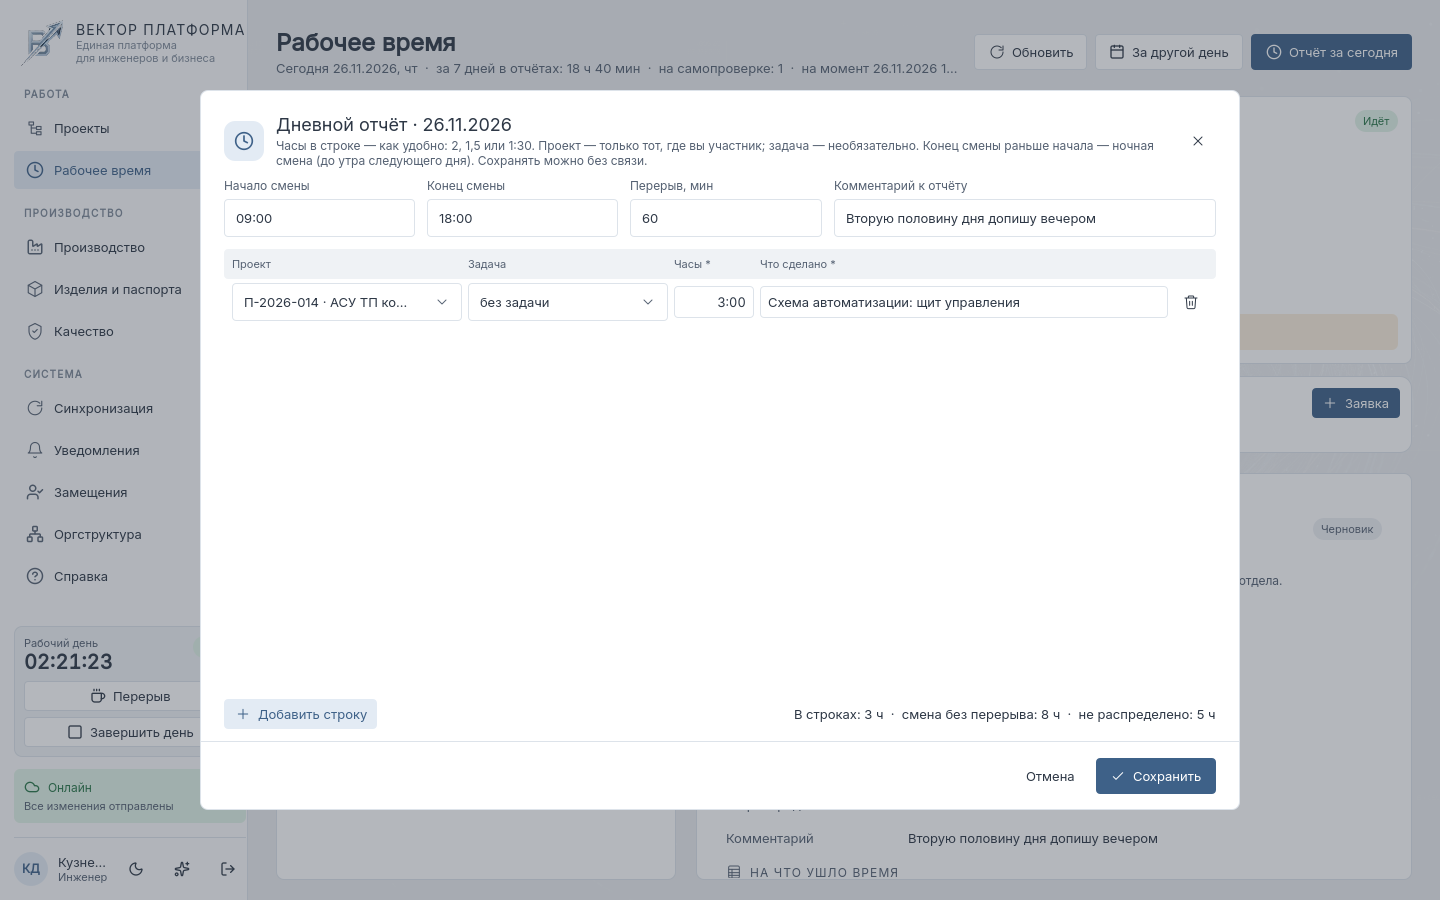 ВЕКТОР ПЛАТФОРМА
Единая платформа
для инженеров и бизнеса
РАБОТА
Проекты
Рабочее время
ПРОИЗВОДСТВО
Производство
Изделия и паспорта
Качество
СИСТЕМА
Синхронизация
Уведомления
Замещения
Оргструктура
Справка
Рабочий день
02:21:23
Перерыв
Завершить день
Онлайн
Все изменения отправлены
КД
Кузне...
Инженер
Рабочее время
Сегодня 26.11.2026, чт · за 7 дней в отчётах: 18 ч 40 мин · на самопроверке: 1 · на момент 26.11.2026 1...
Обновить
За другой день
Отчёт за сегодня
Идёт
Заявка
Черновик
отдела.
Дневной отчёт · 26.11.2026
Часы в строке — как удобно: 2, 1,5 или 1:30. Проект — только тот, где вы участник; задача — необязательно. Конец смены раньше начала — ночная
смена (до утра следующего дня). Сохранять можно без связи.
Начало смены
Конец смены
Перерыв, мин
Комментарий к отчёту
09:00
18:00
60
Вторую половину дня допишу вечером
Проект
Задача
Часы *
Что сделано *
П-2026-014 · АСУ ТП ко...
без задачи
3:00
Схема автоматизации: щит управления
Добавить строку
В строках: 3 ч · смена без перерыва: 8 ч · не распределено: 5 ч
Отмена
Сохранить
Комментарий
Вторую половину дня допишу вечером
НА ЧТО УШЛО ВРЕМЯ